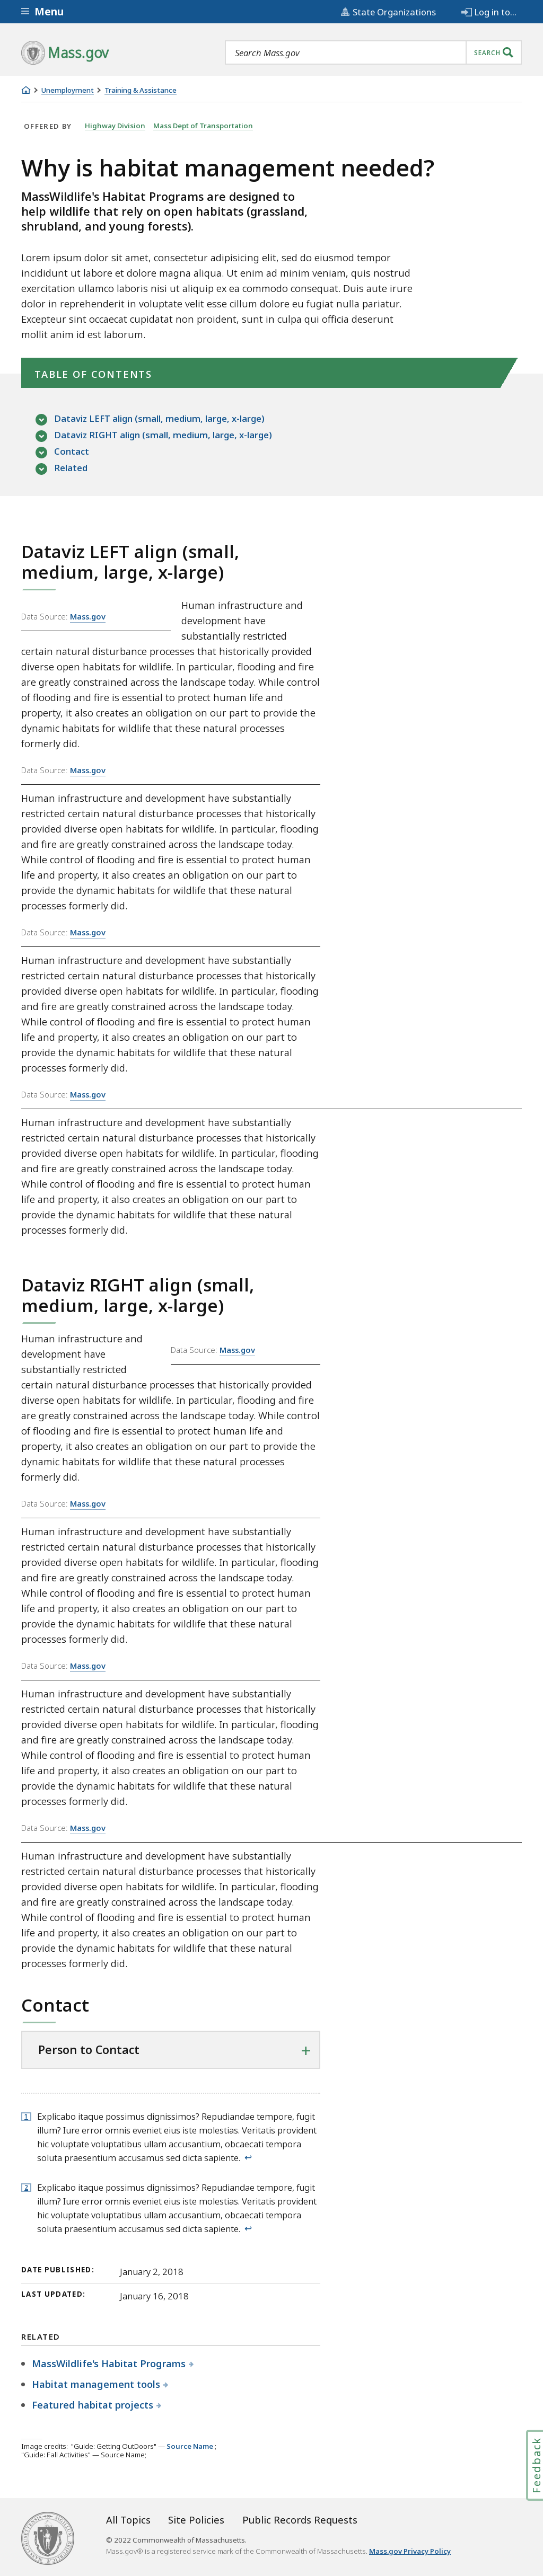 Menu
State Organizations
Log in to...
Mass.gov
Search Mass.gov
SEARCH
Unemployment
Training & Assistance
OFFERED BY
Highway Division
Mass Dept of Transportation
Why is habitat management needed?
MassWildlife's Habitat Programs are designed to
help wildlife that rely on open habitats (grassland,
shrubland, and young forests).
Lorem ipsum dolor sit amet, consectetur adipisicing elit, sed do eiusmod tempor
incididunt ut labore et dolore magna aliqua. Ut enim ad minim veniam, quis nostrud
exercitation ullamco laboris nisi ut aliquip ex ea commodo consequat. Duis aute irure
dolor in reprehenderit in voluptate velit esse cillum dolore eu fugiat nulla pariatur.
Excepteur sint occaecat cupidatat non proident, sunt in culpa qui officia deserunt
mollit anim id est laborum.
TABLE OF CONTENTS
Dataviz LEFT align (small, medium, large, x-large)
Dataviz RIGHT align (small, medium, large, x-large)
Contact
Related
Dataviz LEFT align (small,
medium, large, x-large)
Data Source: Mass.gov
Human infrastructure and
development have
substantially restricted
certain natural disturbance processes that historically provided
diverse open habitats for wildlife. In particular, flooding and fire
are greatly constrained across the landscape today. While control
of flooding and fire is essential to protect human life and
property, it also creates an obligation on our part to provide the
dynamic habitats for wildlife that these natural processes
formerly did.
Data Source: Mass.gov
Human infrastructure and development have substantially
restricted certain natural disturbance processes that historically
provided diverse open habitats for wildlife. In particular, flooding
and fire are greatly constrained across the landscape today.
While control of flooding and fire is essential to protect human
life and property, it also creates an obligation on our part to
provide the dynamic habitats for wildlife that these natural
processes formerly did.
Data Source: Mass.gov
Human infrastructure and development have substantially
restricted certain natural disturbance processes that historically
provided diverse open habitats for wildlife. In particular, flooding
and fire are greatly constrained across the landscape today.
While control of flooding and fire is essential to protect human
life and property, it also creates an obligation on our part to
provide the dynamic habitats for wildlife that these natural
processes formerly did.
Data Source: Mass.gov
Human infrastructure and development have substantially
restricted certain natural disturbance processes that historically
provided diverse open habitats for wildlife. In particular, flooding
and fire are greatly constrained across the landscape today.
While control of flooding and fire is essential to protect human
life and property, it also creates an obligation on our part to
provide the dynamic habitats for wildlife that these natural
processes formerly did.
Dataviz RIGHT align (small,
medium, large, x-large)
Human infrastructure and
development have
substantially restricted
Data Source: Mass.gov
certain natural disturbance processes that historically provided
diverse open habitats for wildlife. In particular, flooding and fire
are greatly constrained across the landscape today. While control
of flooding and fire is essential to protect human life and
property, it also creates an obligation on our part to provide the
dynamic habitats for wildlife that these natural processes
formerly did.
Data Source: Mass.gov
Human infrastructure and development have substantially
restricted certain natural disturbance processes that historically
provided diverse open habitats for wildlife. In particular, flooding
and fire are greatly constrained across the landscape today.
While control of flooding and fire is essential to protect human
life and property, it also creates an obligation on our part to
provide the dynamic habitats for wildlife that these natural
processes formerly did.
Data Source: Mass.gov
Human infrastructure and development have substantially
restricted certain natural disturbance processes that historically
provided diverse open habitats for wildlife. In particular, flooding
and fire are greatly constrained across the landscape today.
While control of flooding and fire is essential to protect human
life and property, it also creates an obligation on our part to
provide the dynamic habitats for wildlife that these natural
processes formerly did.
Data Source: Mass.gov
Human infrastructure and development have substantially
restricted certain natural disturbance processes that historically
provided diverse open habitats for wildlife. In particular, flooding
and fire are greatly constrained across the landscape today.
While control of flooding and fire is essential to protect human
life and property, it also creates an obligation on our part to
provide the dynamic habitats for wildlife that these natural
processes formerly did.
Contact
Person to Contact +
1 Explicabo itaque possimus dignissimos? Repudiandae tempore, fugit
illum? Iure error omnis eveniet eius iste molestias. Veritatis provident
hic voluptate voluptatibus ullam accusantium, obcaecati tempora
soluta praesentium accusamus sed dicta sapiente. ↩
2 Explicabo itaque possimus dignissimos? Repudiandae tempore, fugit
illum? Iure error omnis eveniet eius iste molestias. Veritatis provident
hic voluptate voluptatibus ullam accusantium, obcaecati tempora
soluta praesentium accusamus sed dicta sapiente. ↩
DATE PUBLISHED: January 2, 2018
LAST UPDATED: January 16, 2018
RELATED
MassWildlife's Habitat Programs
Habitat management tools
Featured habitat projects
Image credits: "Guide: Getting OutDoors" — Source Name ;
"Guide: Fall Activities" — Source Name;
Feedback
All Topics
Site Policies
Public Records Requests
© 2022 Commonwealth of Massachusetts.
Mass.gov® is a registered service mark of the Commonwealth of Massachusetts. Mass.gov Privacy Policy